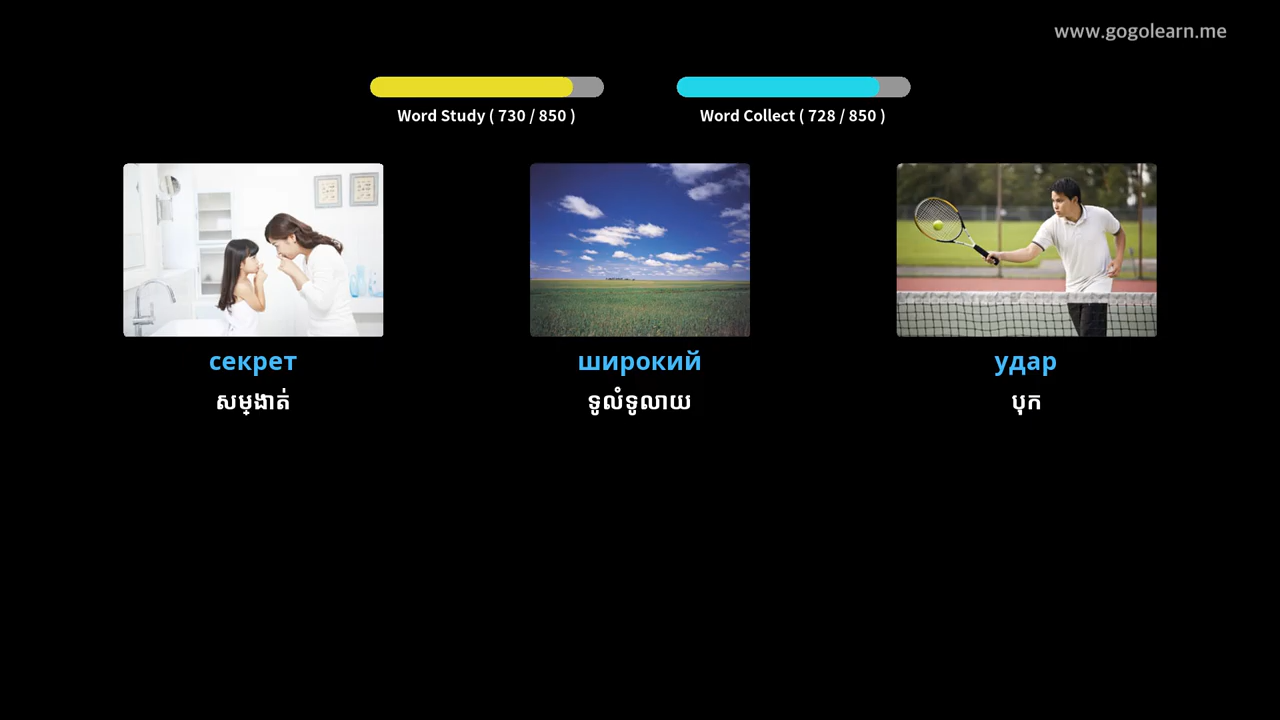 www.gogolearn.me
Word Study ( 730 / 850 )
Word Collect ( 728 / 850 )
секрет
широкий
удар
សម្ងាត់
ទូលំទូលាយ
បុក